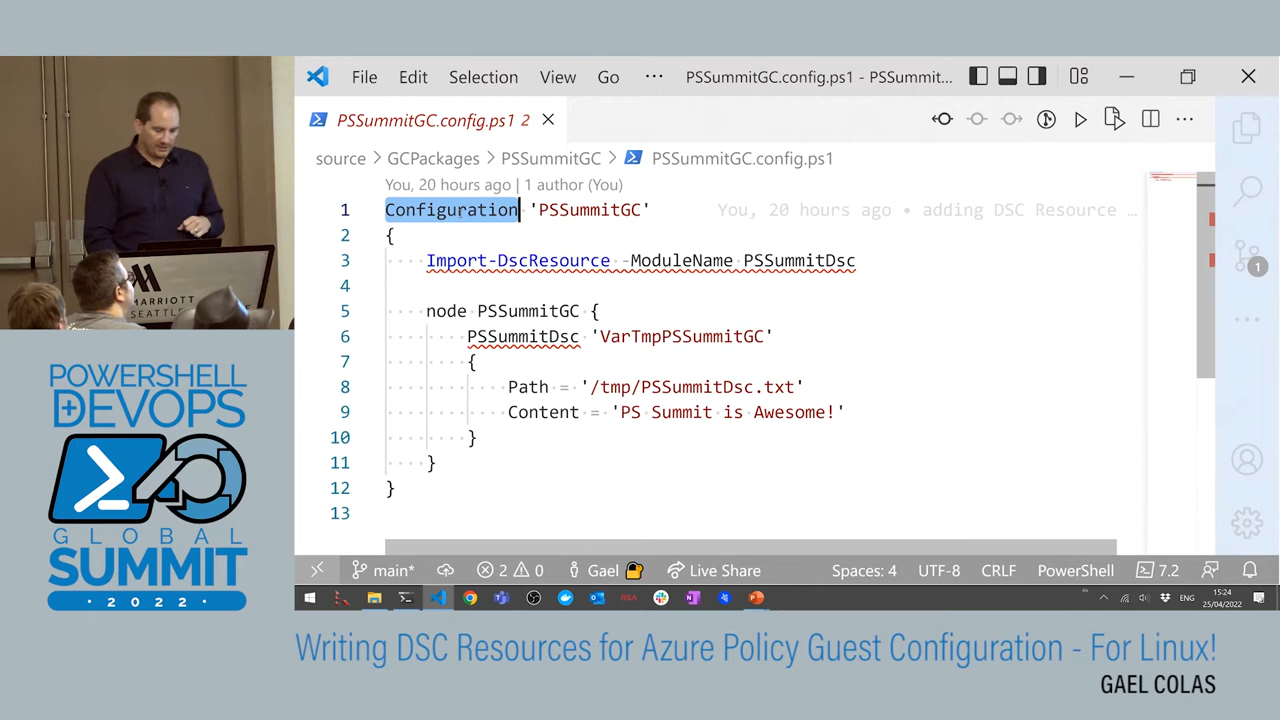 File Edit Selection View Go ··· PSSummitGC.config.ps1 - PSSummit...
PSSummitGC.config.ps1 2
source > GCPackages > PSSummitGC > PSSummitGC.config.ps1
You, 20 hours ago | 1 author (You)
1 Configuration 'PSSummitGC' You, 20 hours ago • adding DSC Resource …
2 {
3 Import-DscResource -ModuleName PSSummitDsc
4
5 node PSSummitGC {
6 PSSummitDsc 'VarTmpPSSummitGC'
7 {
8 Path = '/tmp/PSSummitDsc.txt'
9 Content = 'PS Summit is Awesome!'
10 }
11 }
12 }
13
1
main* 2 0 Gael Live Share Spaces: 4 UTF-8 CRLF PowerShell 7.2
RSA ENG 15:24
25/04/2022
MARRIOTT
SEATTLE
POWERSHELL
DEVOPS
GLOBAL
SUMMIT
· 2022 ·
Writing DSC Resources for Azure Policy Guest Configuration - For Linux!
GAEL COLAS